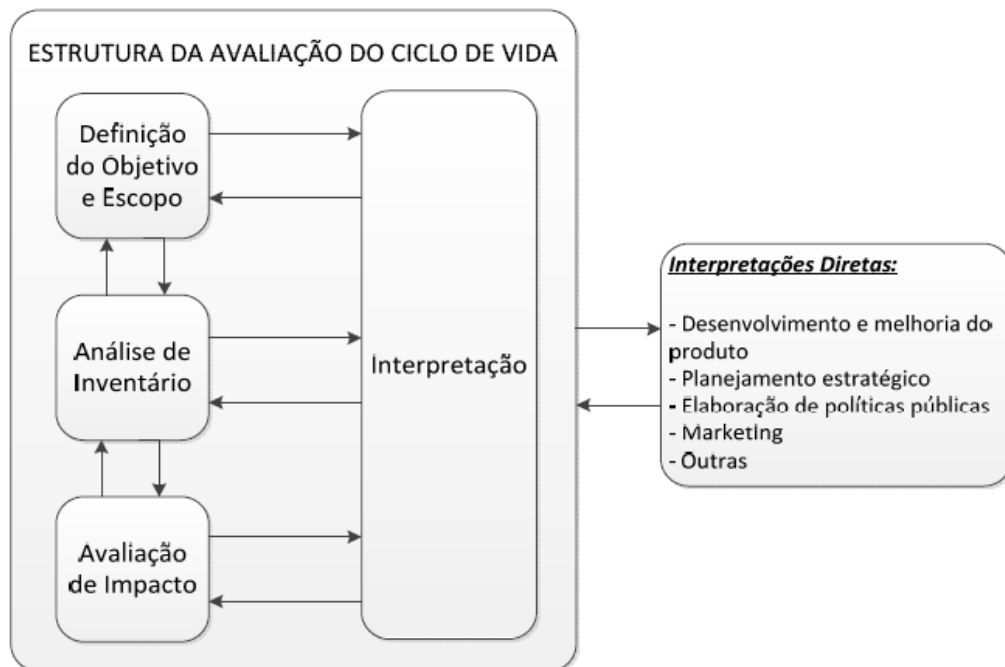 ESTRUTURA DA AVALIAÇÃO DO CICLO DE VIDA
Definição
do Objetivo
e Escopo
Análise de
Inventário
Avaliação
de Impacto
Interpretação
Interpretações Diretas:
- Desenvolvimento e melhoria do
produto
- Planejamento estratégico
- Elaboração de políticas públicas
- Marketing
- Outras